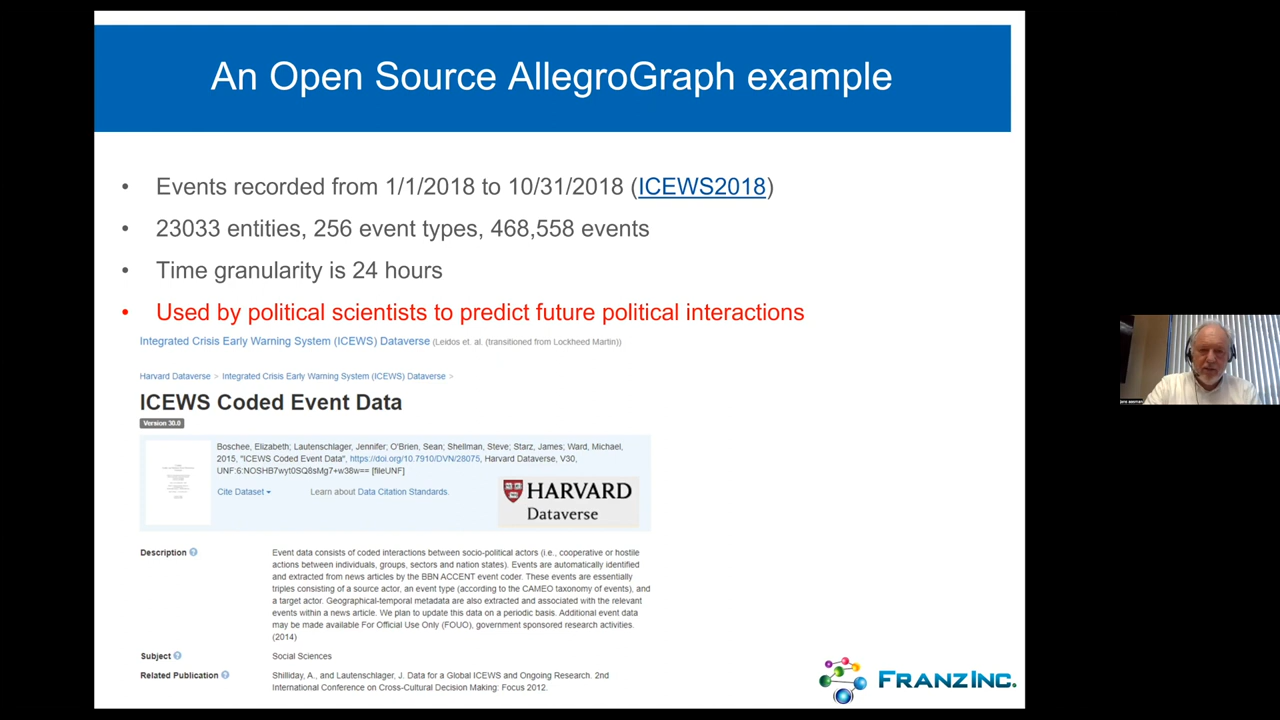 An Open Source AllegroGraph example
• Events recorded from 1/1/2018 to 10/31/2018 (ICEWS2018)
• 23033 entities, 256 event types, 468,558 events
• Time granularity is 24 hours
• Used by political scientists to predict future political interactions
Integrated Crisis Early Warning System (ICEWS) Dataverse (Leidos et. al. (transitioned from Lockheed Martin))
Harvard Dataverse > Integrated Crisis Early Warning System (ICEWS) Dataverse >
ICEWS Coded Event Data
Version 30.0
Boschee, Elizabeth; Lautenschlager, Jennifer; O'Brien, Sean; Shellman, Steve; Starz, James; Ward, Michael,
2015, "ICEWS Coded Event Data", https://doi.org/10.7910/DVN/28075, Harvard Dataverse, V30,
UNF:6:NOSHB7wyt0SQ8sMg7+w38w== [fileUNF]
Cite Dataset Learn about Data Citation Standards.
HARVARD
Dataverse
Description ? Event data consists of coded interactions between socio-political actors (i.e., cooperative or hostile
actions between individuals, groups, sectors and nation states). Events are automatically identified
and extracted from news articles by the BBN ACCENT event coder. These events are essentially
triples consisting of a source actor, an event type (according to the CAMEO taxonomy of events), and
a target actor. Geographical-temporal metadata are also extracted and associated with the relevant
events within a news article. We plan to update this data on a periodic basis. Additional event data
may be made available For Official Use Only (FOUO), government sponsored research activities.
(2014)
Subject ? Social Sciences
Related Publication ? Shilliday, A., and Lautenschlager, J. Data for a Global ICEWS and Ongoing Research. 2nd
International Conference on Cross-Cultural Decision Making: Focus 2012.
FRANZ INC.